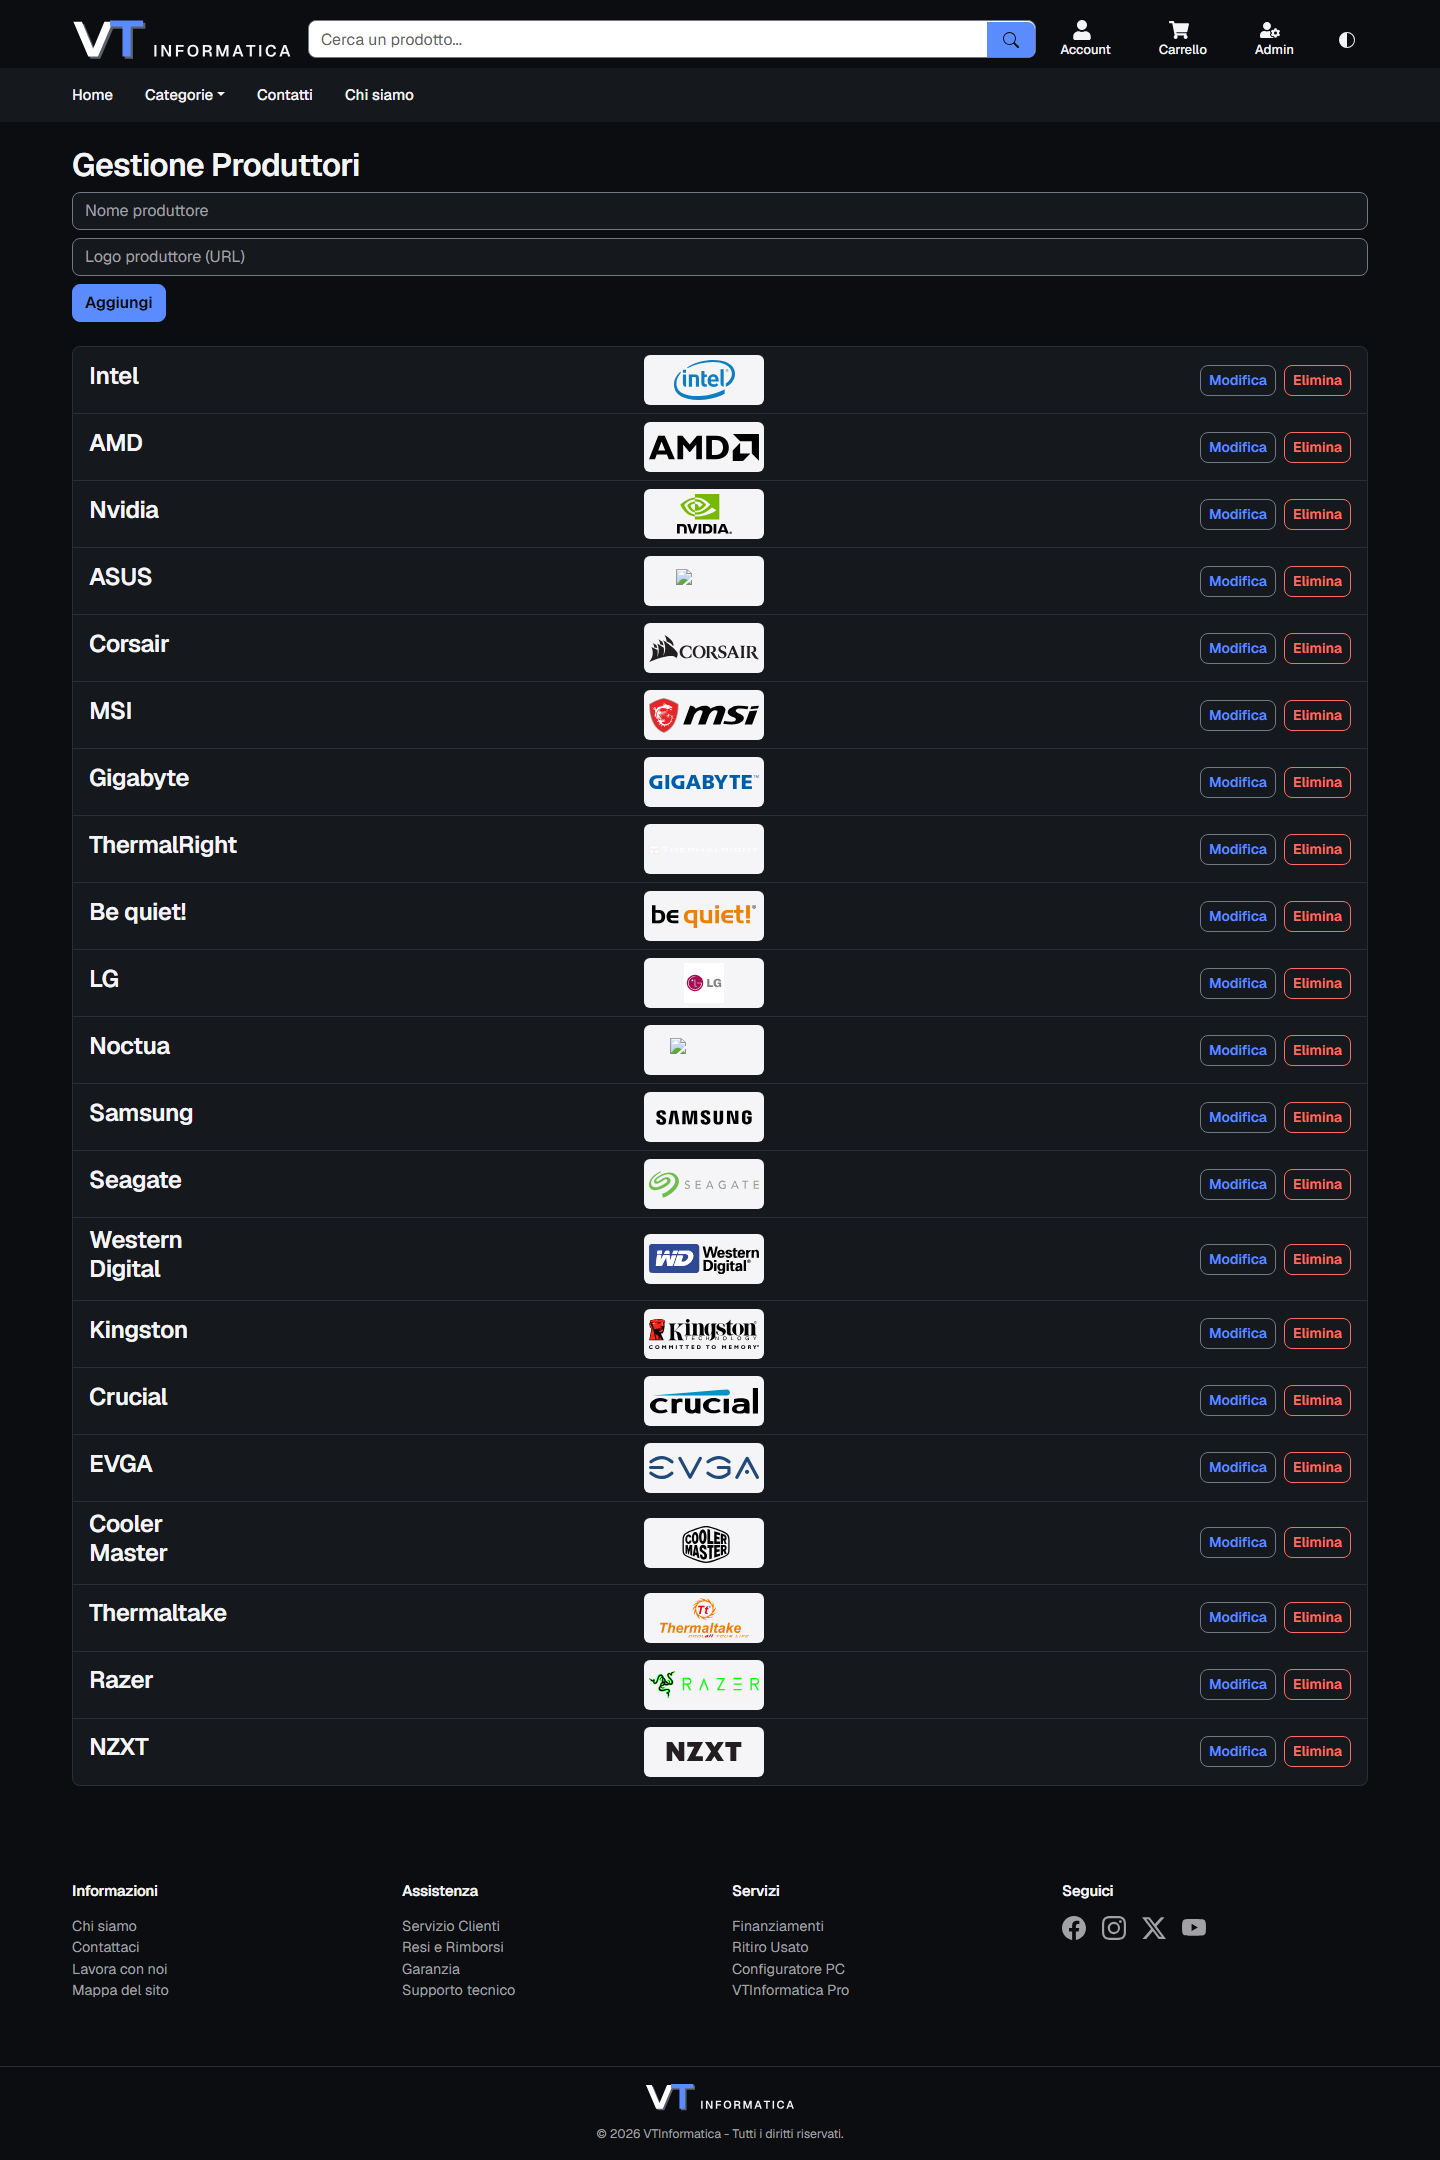 VT INFORMATICA
Cerca un prodotto...
Account
Carrello
Admin
Home
Categorie
Contatti
Chi siamo
Gestione Produttori
Nome produttore
Logo produttore (URL)
Aggiungi
Intel
intel
Modifica
Elimina
AMD
AMD
Modifica
Elimina
Nvidia
NVIDIA.
Modifica
Elimina
ASUS
Modifica
Elimina
Corsair
CORSAIR
Modifica
Elimina
MSI
msi
Modifica
Elimina
Gigabyte
GIGABYTE™
Modifica
Elimina
ThermalRight
Modifica
Elimina
Be quiet!
be quiet!®
Modifica
Elimina
LG
LG
Modifica
Elimina
Noctua
Modifica
Elimina
Samsung
SAMSUNG
Modifica
Elimina
Seagate
SEAGATE
Modifica
Elimina
Western
Digital
WD Western
Digital®
Modifica
Elimina
Kingston
Kingston
TECHNOLOGY
COMMITTED TO MEMORY
Modifica
Elimina
Crucial
crucial
Modifica
Elimina
EVGA
EVGA
Modifica
Elimina
Cooler
Master
COOLER
MASTER
Modifica
Elimina
Thermaltake
Tt
Thermaltake
COOL all YOUR LIFE
Modifica
Elimina
Razer
RAZER
Modifica
Elimina
NZXT
NZXT
Modifica
Elimina
Informazioni
Chi siamo
Contattaci
Lavora con noi
Mappa del sito
Assistenza
Servizio Clienti
Resi e Rimborsi
Garanzia
Supporto tecnico
Servizi
Finanziamenti
Ritiro Usato
Configuratore PC
VTInformatica Pro
Seguici
VT INFORMATICA
© 2026 VTInformatica - Tutti i diritti riservati.